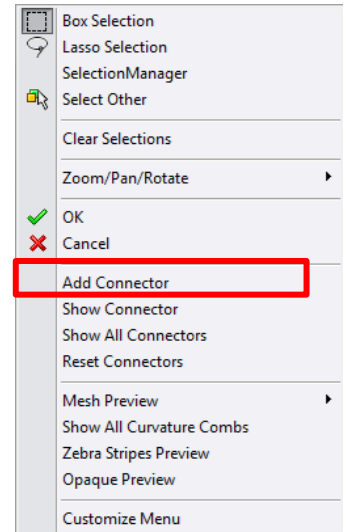 Box Selection
Lasso Selection
SelectionManager
Select Other
Clear Selections
Zoom/Pan/Rotate
OK
Cancel
Add Connector
Show Connector
Show All Connectors
Reset Connectors
Mesh Preview
Show All Curvature Combs
Zebra Stripes Preview
Opaque Preview
Customize Menu